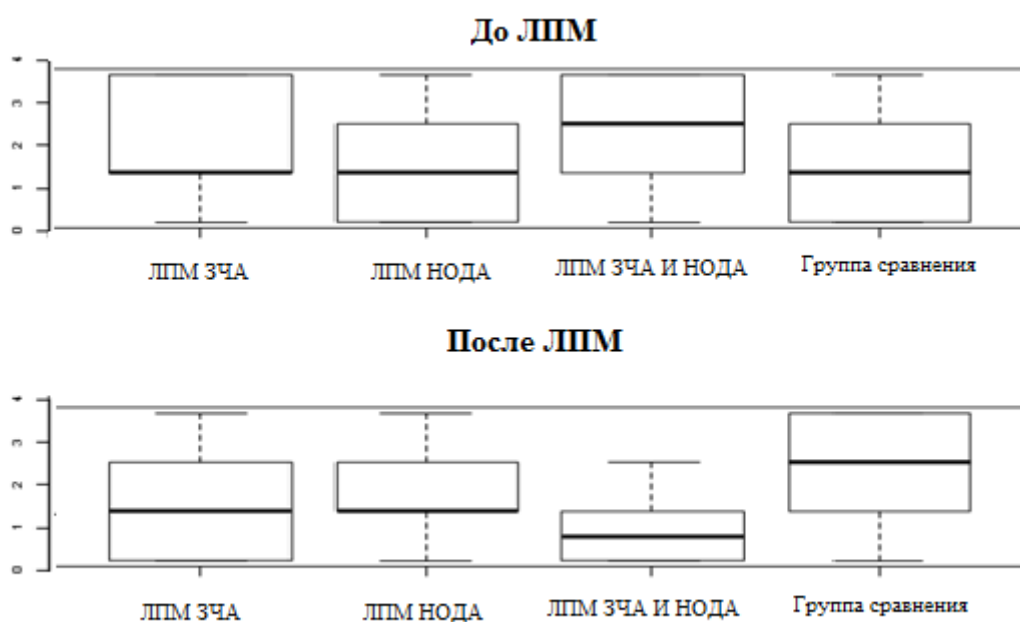 До ЛПМ
4
3
2
1
0
ЛПМ ЗЧА
ЛПМ НОДА
ЛПМ ЗЧА И НОДА
Группа сравнения
После ЛПМ
4
3
2
1
0
ЛПМ ЗЧА
ЛПМ НОДА
ЛПМ ЗЧА И НОДА
Группа сравнения